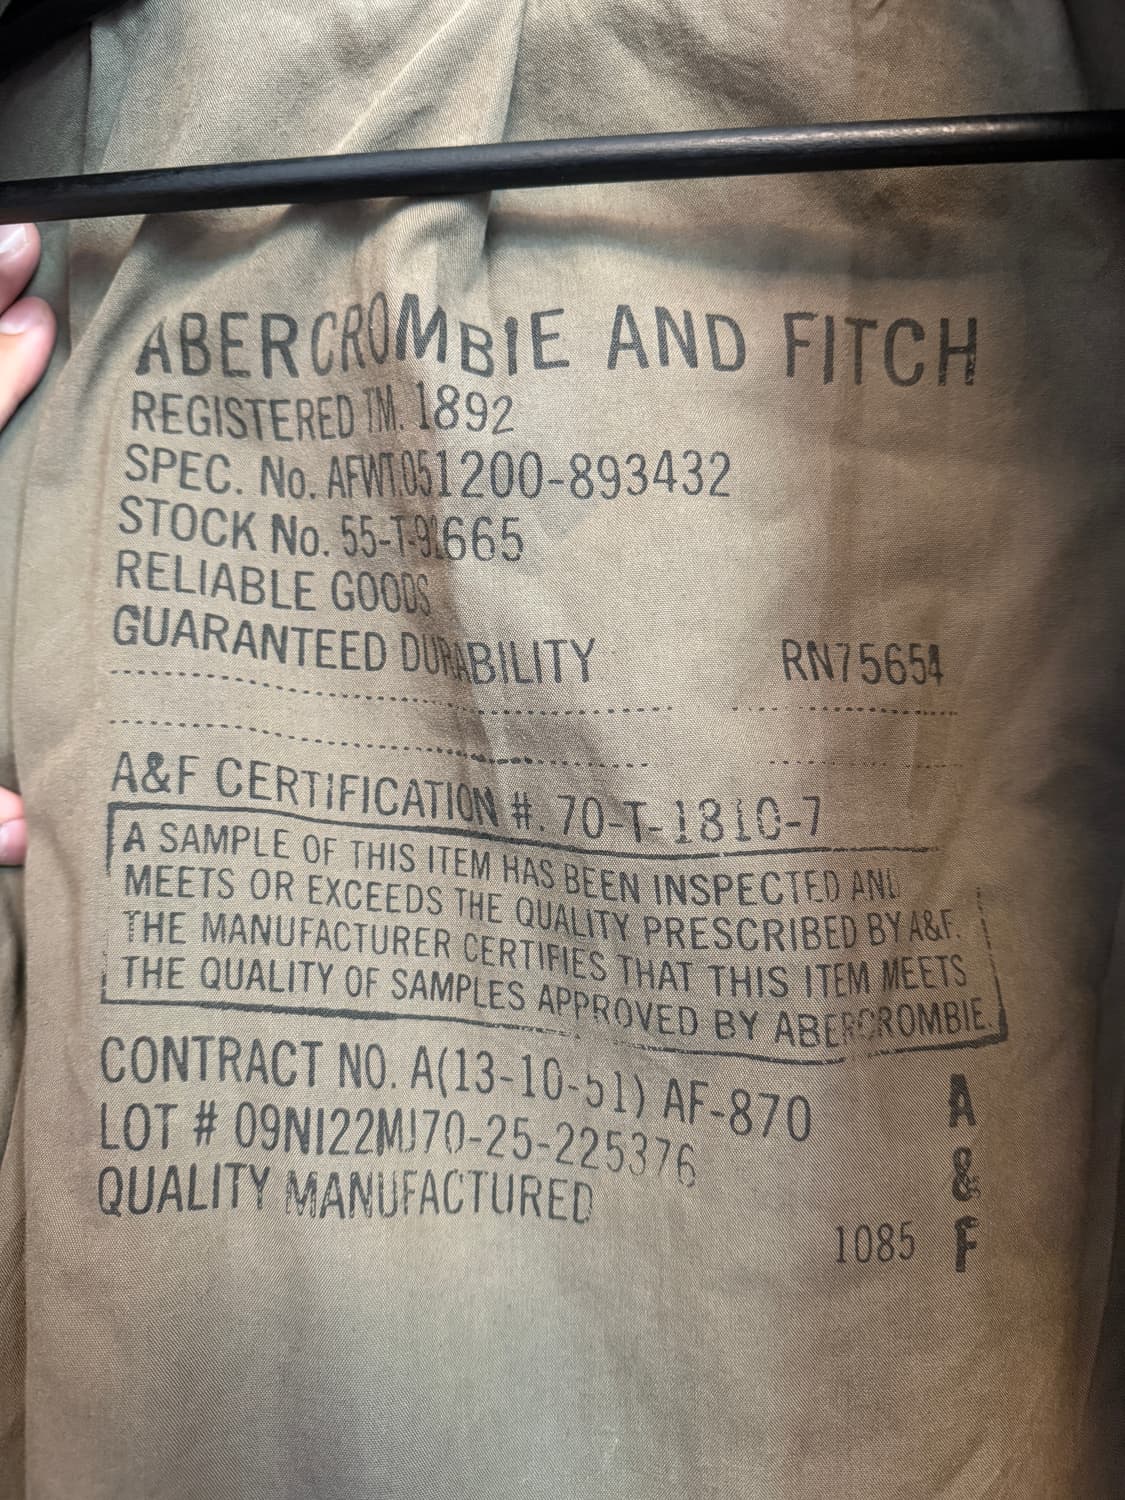 ABERCROMBIE AND FITCH
REGISTERED TM. 1892
SPEC. No. AFWT.051200-893432
STOCK No. 55-T-92665
RELIABLE GOODS
GUARANTEED DURABILITY RN75654
A&F CERTIFICATION #. 70-T-1810-7
A SAMPLE OF THIS ITEM HAS BEEN INSPECTED AND
MEETS OR EXCEEDS THE QUALITY PRESCRIBED BY A&F.
THE MANUFACTURER CERTIFIES THAT THIS ITEM MEETS
THE QUALITY OF SAMPLES APPROVED BY ABERCROMBIE.
CONTRACT NO. A(13-10-51) AF-870
LOT # 09NI22MJ70-25-225376
QUALITY MANUFACTURED
1085
A
&
F